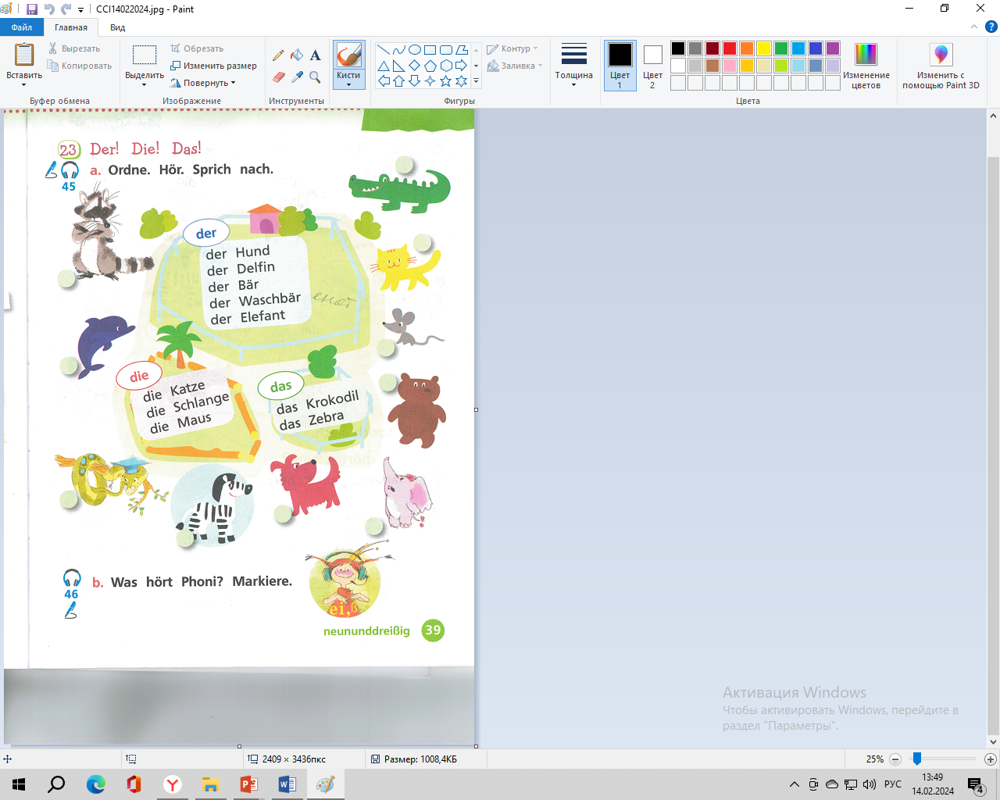 CCI14022024.jpg - Paint
Файл
Главная
Вид
Вставить
Вырезать
Копировать
Буфер обмена
Выделить
Обрезать
Изменить размер
Повернуть
Изображение
A
Инструменты
Кисти
Контур
Заливка
Фигуры
Толщина
Цвет 1
Цвет 2
Изменение цветов
Цвета
Изменить с помощью Paint 3D
23 Der! Die! Das!
45
a. Ordne. Hör. Sprich nach.
der
der Hund
der Delfin
der Bär
der Waschbär
der Elefant
die
die Katze
die Schlange
die Maus
das
das Krokodil
das Zebra
46
b. Was hört Phoni? Markiere.
ei, ß
neununddreißig 39
Активация Windows
Чтобы активировать Windows, перейдите в
раздел "Параметры".
2409 × 3436пкс
Размер: 1008,4КБ
25%
РУС
13:49
14.02.2024
4